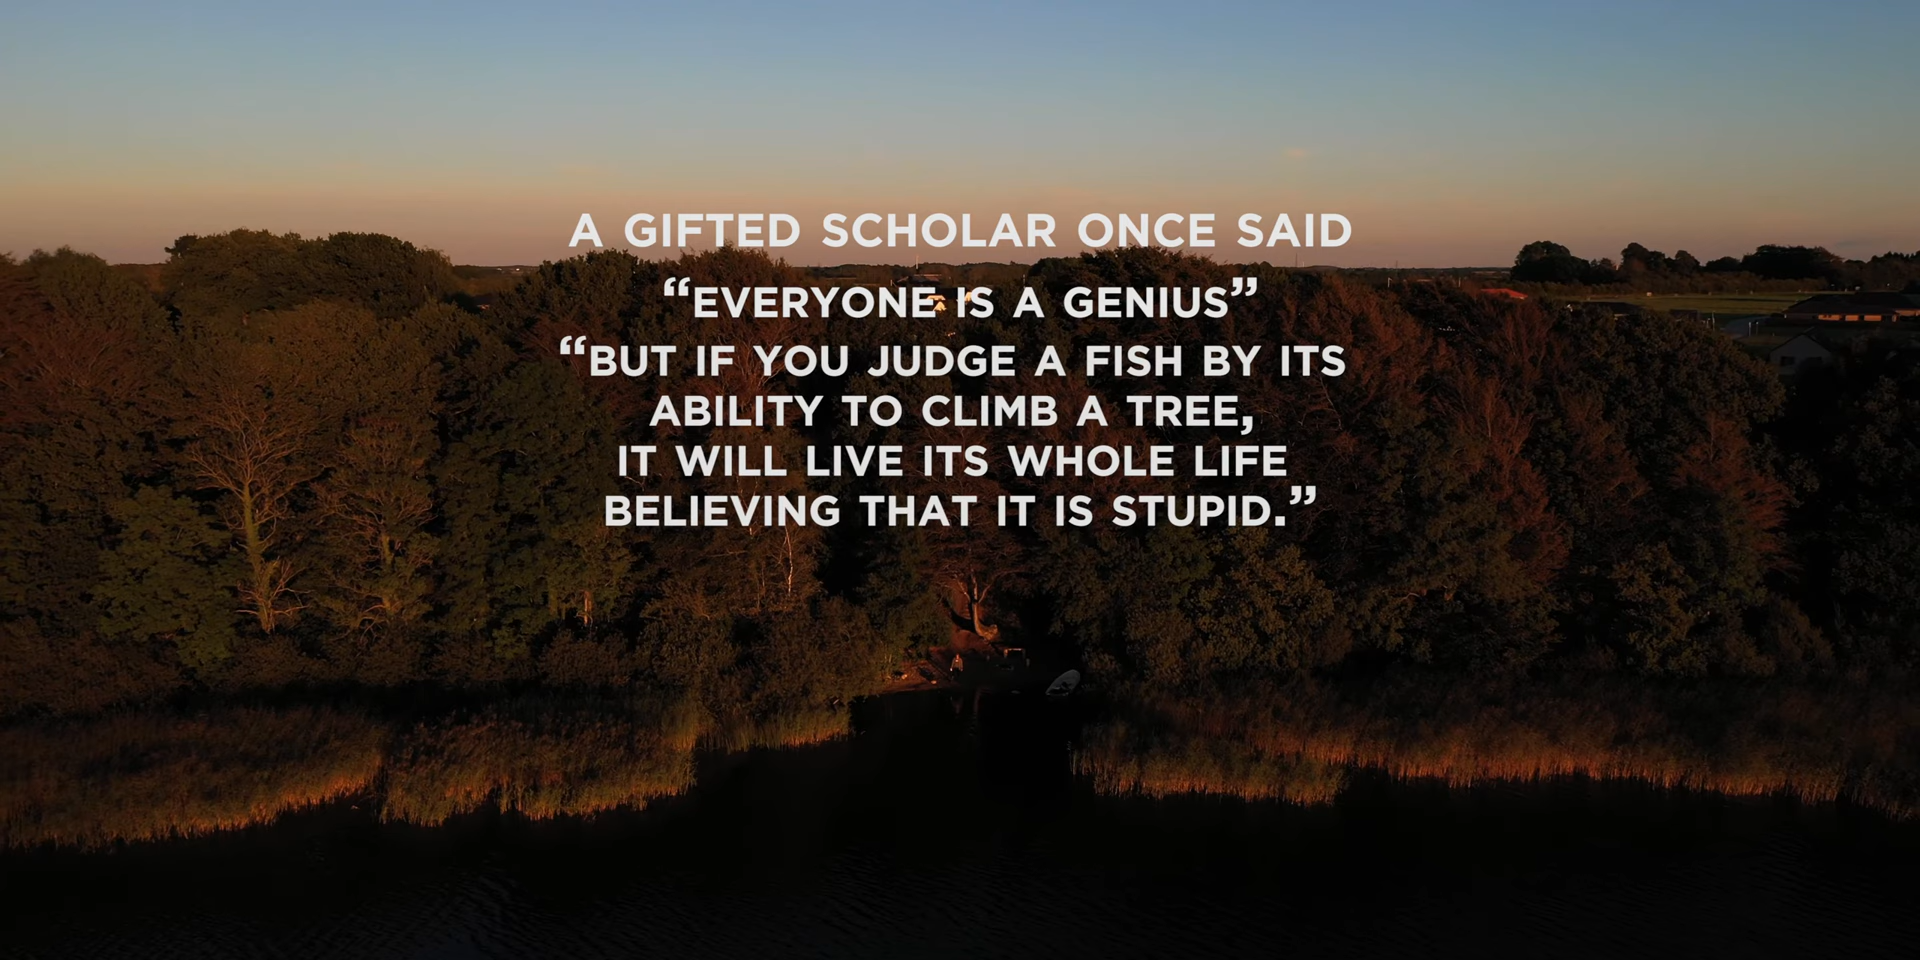 A GIFTED SCHOLAR ONCE SAID
“EVERYONE IS A GENIUS”
“BUT IF YOU JUDGE A FISH BY ITS
ABILITY TO CLIMB A TREE,
IT WILL LIVE ITS WHOLE LIFE
BELIEVING THAT IT IS STUPID.”